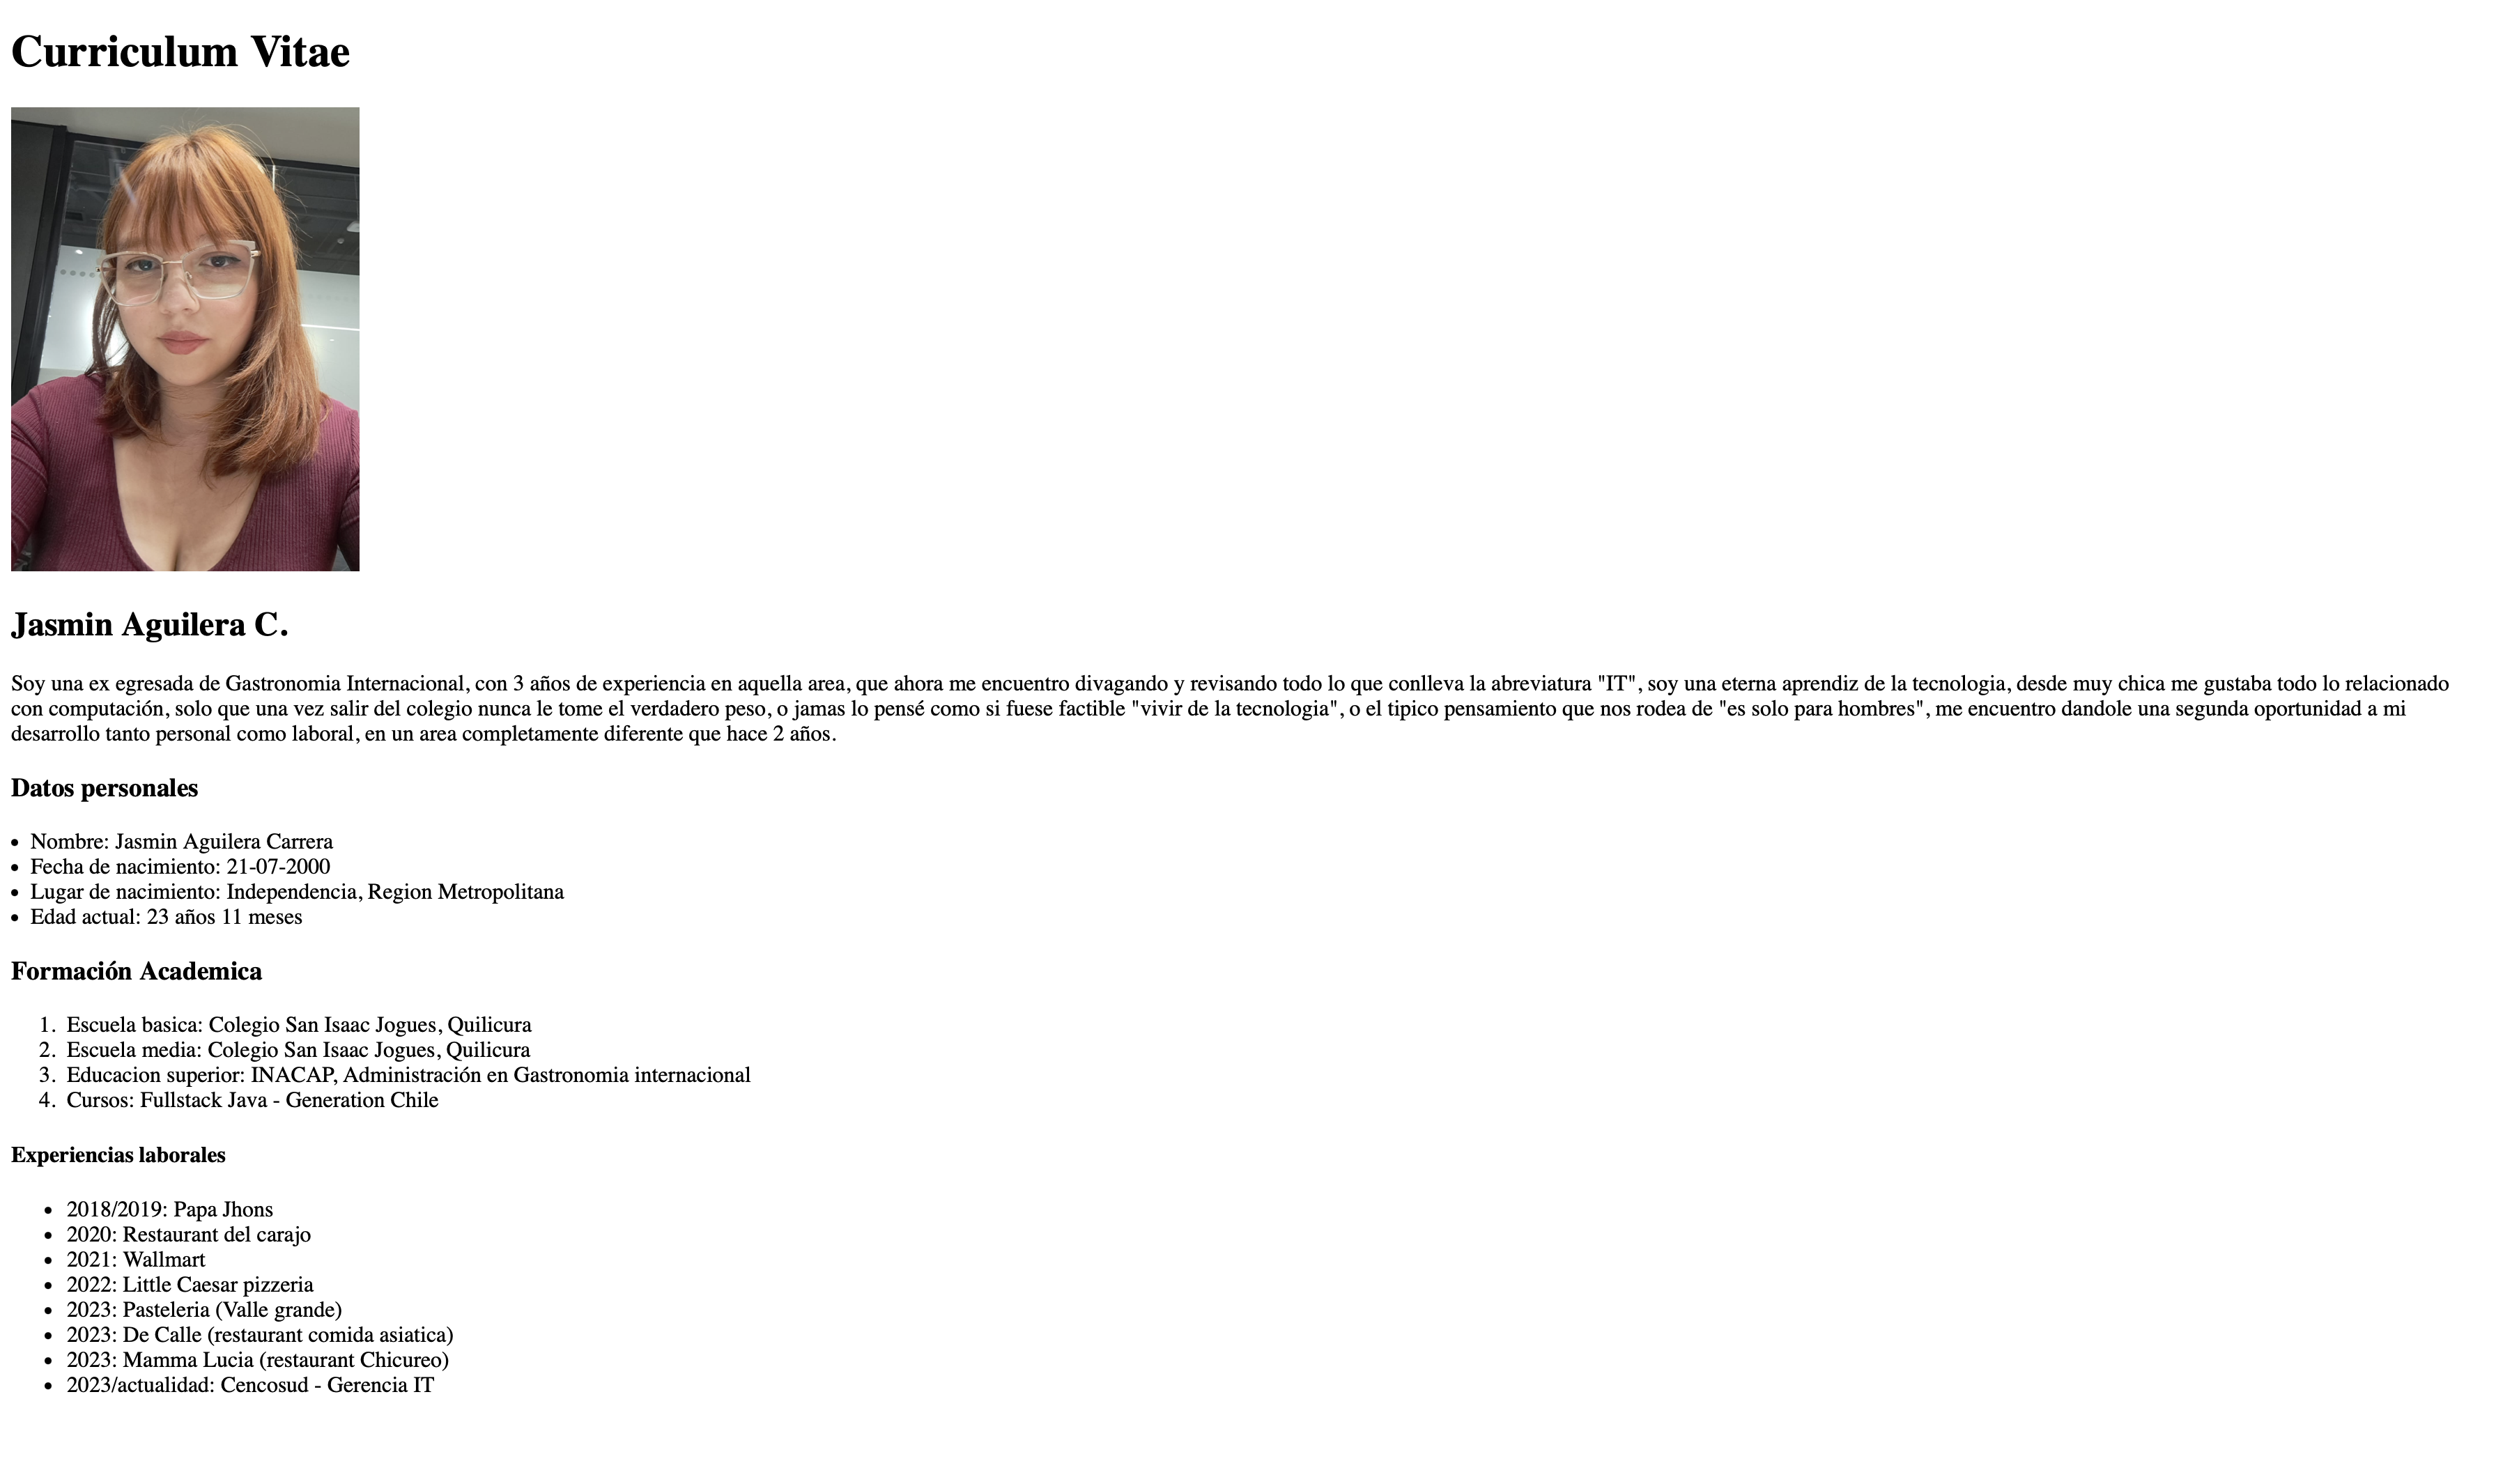 Curriculum Vitae
Jasmin Aguilera C.
Soy una ex egresada de Gastronomia Internacional, con 3 años de experiencia en aquella area, que ahora me encuentro divagando y revisando todo lo que conlleva la abreviatura "IT", soy una eterna aprendiz de la tecnologia, desde muy chica me gustaba todo lo relacionado
con computación, solo que una vez salir del colegio nunca le tome el verdadero peso, o jamas lo pensé como si fuese factible "vivir de la tecnologia", o el tipico pensamiento que nos rodea de "es solo para hombres", me encuentro dandole una segunda oportunidad a mi
desarrollo tanto personal como laboral, en un area completamente diferente que hace 2 años.
Datos personales
• Nombre: Jasmin Aguilera Carrera
• Fecha de nacimiento: 21-07-2000
• Lugar de nacimiento: Independencia, Region Metropolitana
• Edad actual: 23 años 11 meses
Formación Academica
1. Escuela basica: Colegio San Isaac Jogues, Quilicura
2. Escuela media: Colegio San Isaac Jogues, Quilicura
3. Educacion superior: INACAP, Administración en Gastronomia internacional
4. Cursos: Fullstack Java - Generation Chile
Experiencias laborales
• 2018/2019: Papa Jhons
• 2020: Restaurant del carajo
• 2021: Wallmart
• 2022: Little Caesar pizzeria
• 2023: Pasteleria (Valle grande)
• 2023: De Calle (restaurant comida asiatica)
• 2023: Mamma Lucia (restaurant Chicureo)
• 2023/actualidad: Cencosud - Gerencia IT